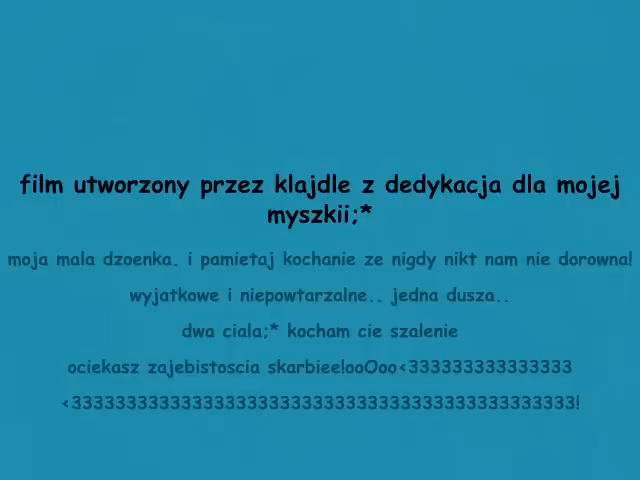 film utworzony przez klajdle z dedykacja dla mojej
myszkii;*
moja mala dzoenka. i pamietaj kochanie ze nigdy nikt nam nie dorowna!
wyjatkowe i niepowtarzalne.. jedna dusza..
dwa ciala;* kocham cie szalenie
ociekasz zajebistoscia skarbiee!ooOoo<333333333333333
<3333333333333333333333333333333333333333333333!